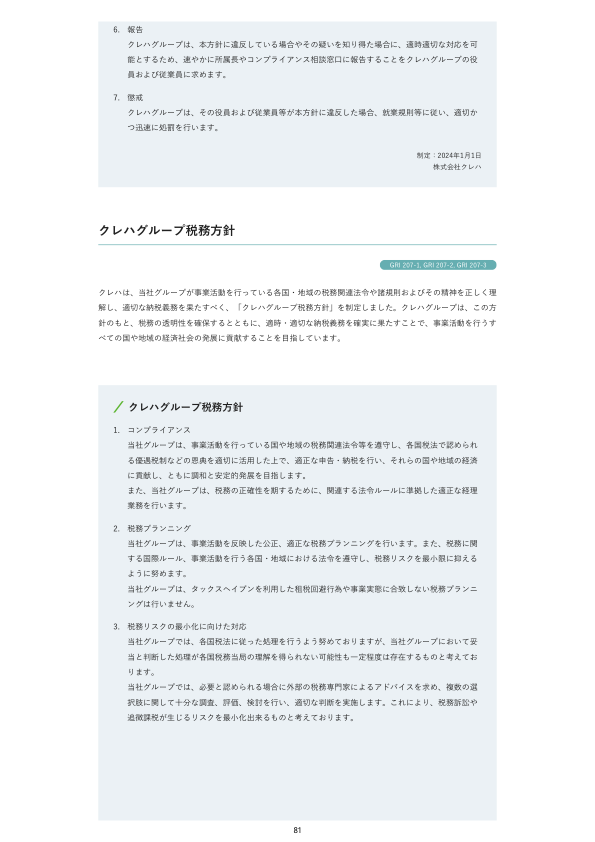 6. 報告
クレハグループは、本方針に違反している場合やその疑いを知り得た場合に、適時適切な対応を可
能とするため、速やかに所属長やコンプライアンス相談窓口に報告することをクレハグループの役
員および従業員に求めます。
7. 懲戒
クレハグループは、その役員および従業員等が本方針に違反した場合、就業規則等に従い、適切か
つ迅速に処罰を行います。
制定：2024年1月1日
株式会社クレハ
クレハグループ税務方針
GRI 207-1, GRI 207-2, GRI 207-3
クレハは、当社グループが事業活動を行っている各国・地域の税務関連法令や諸規則およびその精神を正しく理
解し、適切な納税義務を果たすべく、「クレハグループ税務方針」を制定しました。クレハグループは、この方
針のもと、税務の透明性を確保するとともに、適時・適切な納税義務を確実に果たすことで、事業活動を行うす
べての国や地域の経済社会の発展に貢献することを目指しています。
クレハグループ税務方針
1. コンプライアンス
当社グループは、事業活動を行っている国や地域の税務関連法令等を遵守し、各国税法で認められ
る優遇税制などの恩典を適切に活用した上で、適正な申告・納税を行い、それらの国や地域の経済
に貢献し、ともに調和と安定的発展を目指します。
また、当社グループは、税務の正確性を期するために、関連する法令ルールに準拠した適正な経理
業務を行います。
2. 税務プランニング
当社グループは、事業活動を反映した公正、適正な税務プランニングを行います。また、税務に関
する国際ルール、事業活動を行う各国・地域における法令を遵守し、税務リスクを最小限に抑える
ように努めます。
当社グループは、タックスヘイブンを利用した租税回避行為や事業実態に合致しない税務プランニ
ングは行いません。
3. 税務リスクの最小化に向けた対応
当社グループでは、各国税法に従った処理を行うよう努めておりますが、当社グループにおいて妥
当と判断した処理が各国税務当局の理解を得られない可能性も一定程度は存在するものと考えてお
ります。
当社グループでは、必要と認められる場合に外部の税務専門家によるアドバイスを求め、複数の選
択肢に関して十分な調査、評価、検討を行い、適切な判断を実施します。これにより、税務訴訟や
追徴課税が生じるリスクを最小化出来るものと考えております。
81